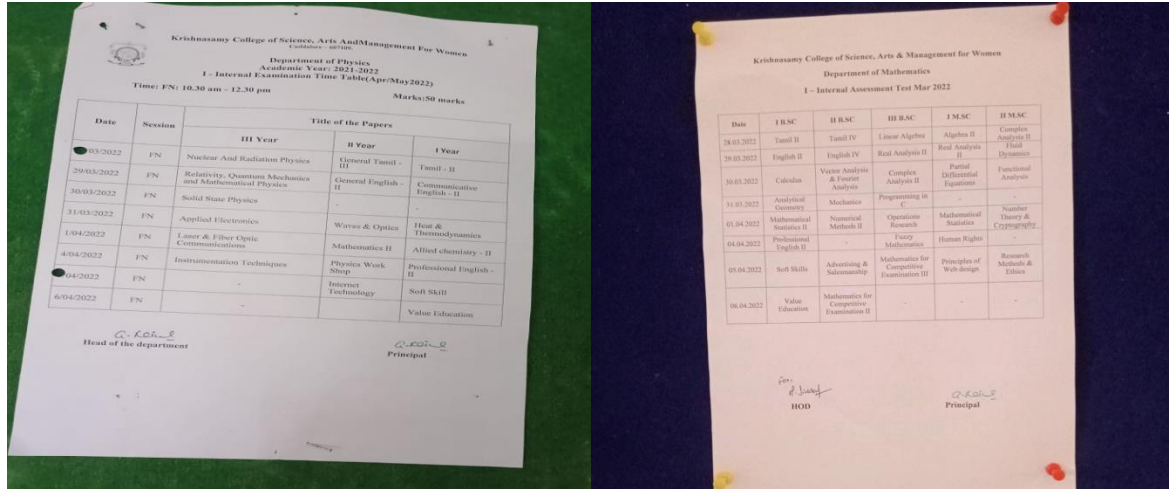 Krishnasamy College of Science, Arts AndManagement For Women
Cuddalore - 607109.
Department of Physics
Academic Year: 2021-2022
I - Internal Examination Time Table(Apr/May2022)
Time: FN: 10.30 am - 12.30 pm
Marks:50 marks
Date Session Title of the Papers
III Year II Year I Year
03/2022 FN Nuclear And Radiation Physics General Tamil - III Tamil - II
29/03/2022 FN Relativity, Quantum Mechanics and Mathematical Physics General English - II Communicative English - II
30/03/2022 FN Solid State Physics - -
31/03/2022 FN Applied Electronics Waves & Optics Heat & Thermodynamics
1/04/2022 FN Laser & Fiber Optic Communications Mathematics II Allied chemistry - II
4/04/2022 FN Instrumentation Techniques Physics Work Shop Professional English - II
04/2022 FN - Internet Technology Soft Skill
6/04/2022 FN - Value Education
Head of the department
Principal
Krishnasamy College of Science, Arts & Management for Women
Department of Mathematics
I – Internal Assessment Test Mar 2022
Date I B.SC II B.SC III B.SC I M.SC II M.SC
28.03.2022 Tamil II Tamil IV Linear Algebra Algebra II Complex Analysis II
29.03.2022 English II English IV Real Analysis II Real Analysis II Fluid Dynamics
30.03.2022 Calculus Vector Analysis & Fourier Analysis Complex Analysis II Partial Differential Equations Functional Analysis
31.03.2022 Analytical Geometry Mechanics Programming in C - -
01.04.2022 Mathematical Statistics II Numerical Methods II Operations Research Mathematical Statistics Number Theory & Cryptography
04.04.2022 Professional English II - Fuzzy Mathematics Human Rights -
05.04.2022 Soft Skills Advertising & Salesmanship Mathematics for Competitive Examination III Principles of Web design Research Methods & Ethics
06.04.2022 Value Education Mathematics for Competitive Examination II - - -
For.
HOD
Principal